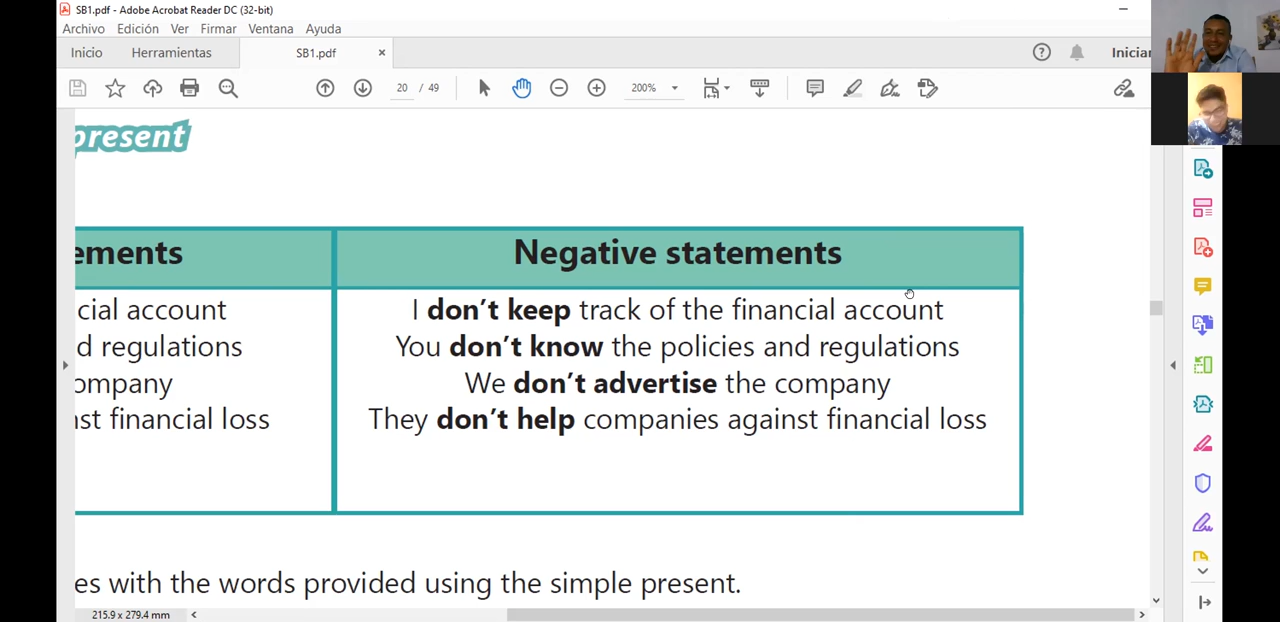 SB1.pdf - Adobe Acrobat Reader DC (32-bit)
Archivo Edición Ver Firmar Ventana Ayuda
Inicio Herramientas SB1.pdf × ? Iniciar
20 / 49 200%
present
ements Negative statements
cial account I don't keep track of the financial account
d regulations You don't know the policies and regulations
ompany We don't advertise the company
st financial loss They don't help companies against financial loss
es with the words provided using the simple present.
215.9 x 279.4 mm